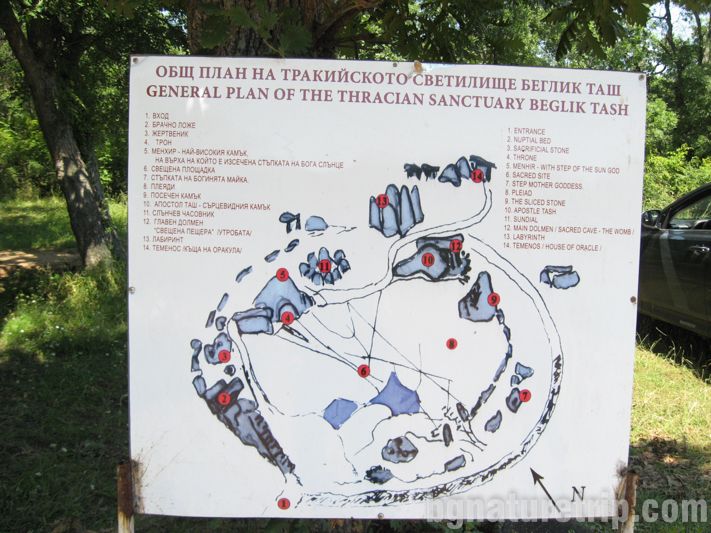 ОБЩ ПЛАН НА ТРАКИЙСКОТО СВЕТИЛИЩЕ БЕГЛИК ТАШ
GENERAL PLAN OF THE THRACIAN SANCTUARY BEGLIK TASH
1. ВХОД
2. БРАЧНО ЛОЖЕ
3. ЖЕРТВЕНИК
4. ТРОН
5. МЕНХИР - НАЙ-ВИСОКИЯ КАМЪК,
НА ВЪРХА НА КОЙТО Е ИЗСЕЧЕНА СТЪПКАТА НА БОГА СЛЪНЦЕ
6. СВЕЩЕНА ПЛОЩАДКА
7. СТЪПКАТА НА БОГИНЯТА МАЙКА
8. ПЛЕЯДИ
9. ПОСЕЧЕН КАМЪК
10. АПОСТОЛ ТАШ - СЪРЦЕВИДНИЯ КАМЪК
11. СЛЪНЧЕВ ЧАСОВНИК
12. ГЛАВЕН ДОЛМЕН
"СВЕЩЕНА ПЕЩЕРА" /УТРОБАТА/
13. ЛАБИРИНТ
14. ТЕМЕНОС /КЪЩА НА ОРАКУЛА/
1. ENTRANCE
2. NUPTIAL BED
3. SACRIFICIAL STONE
4. THRONE
5. MENHIR - WITH STEP OF THE SUN GOD
6. SACRED SITE
7. STEP MOTHER GODDESS
8. PLEIAD
9. THE SLICED STONE
10. APOSTLE TASH
11. SUNDIAL
12. MAIN DOLMEN / SACRED CAVE - THE WOMB /
13. LABYRINTH
14. TEMENOS / HOUSE OF ORACLE /
14
13
12
10
11
5
9
4
8
3
6
2
7
1
N
bgnaturetrip.com